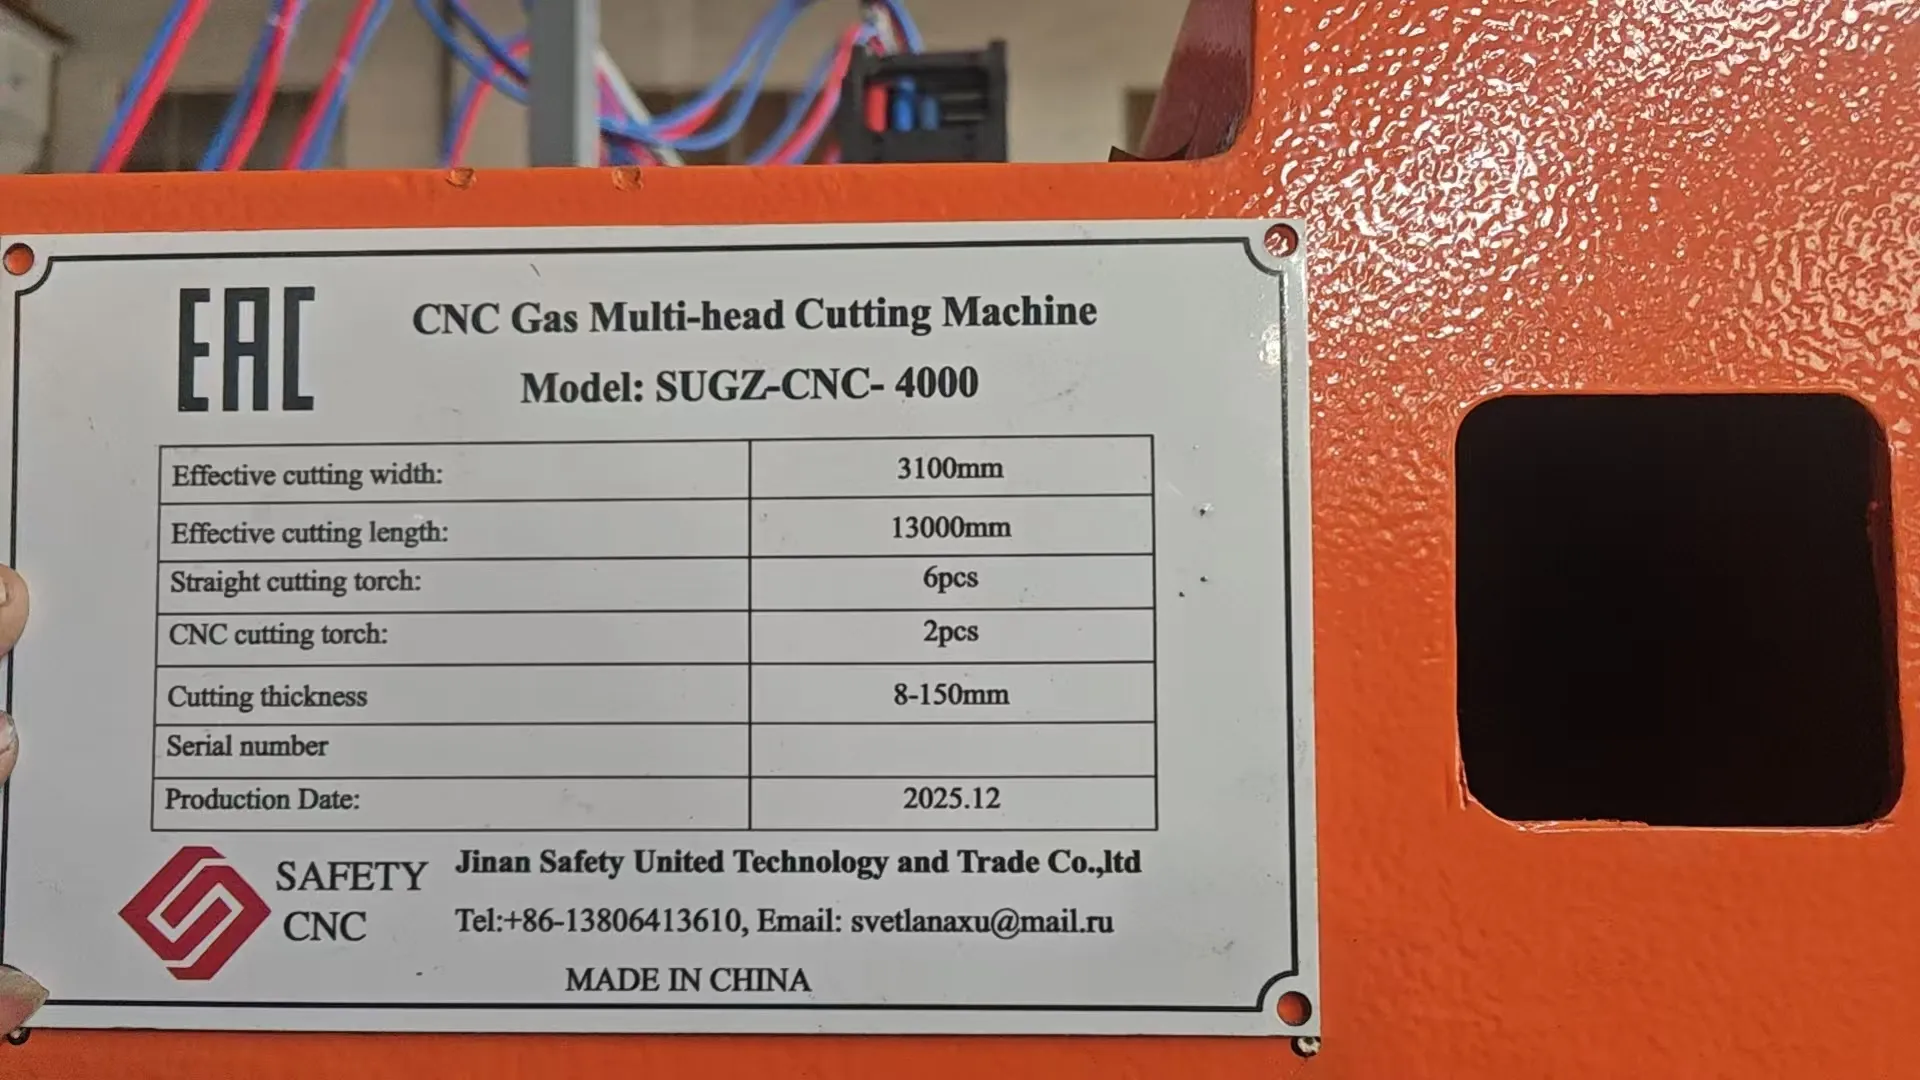 EAC
CNC Gas Multi-head Cutting Machine
Model: SUGZ-CNC- 4000
Effective cutting width: 3100mm
Effective cutting length: 13000mm
Straight cutting torch: 6pcs
CNC cutting torch: 2pcs
Cutting thickness 8-150mm
Serial number
Production Date: 2025.12
SAFETY CNC
Jinan Safety United Technology and Trade Co.,ltd
Tel:+86-13806413610, Email: svetlanaxu@mail.ru
MADE IN CHINA